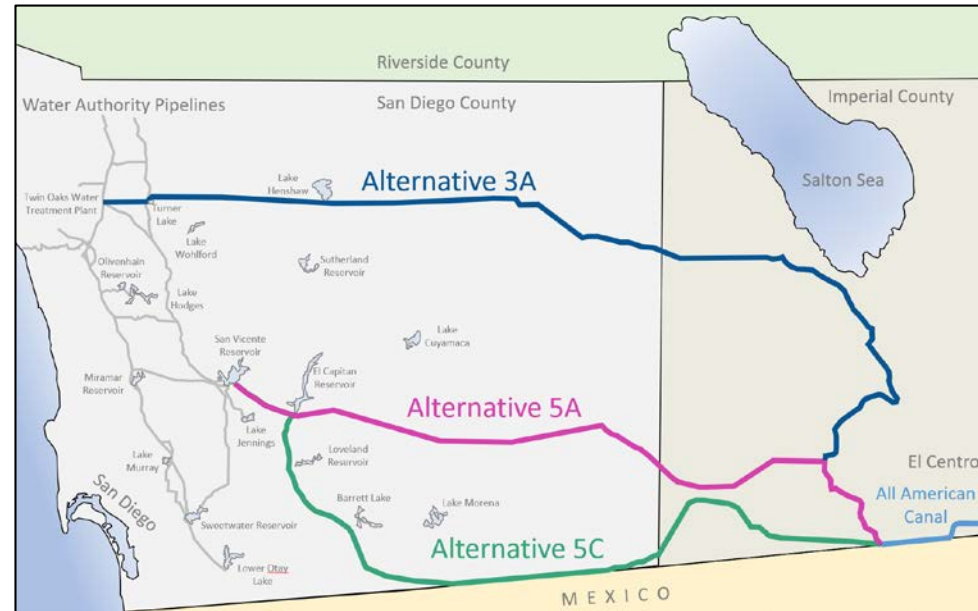 Riverside County
Water Authority Pipelines
San Diego County
Imperial County
Salton Sea
Lake
Henshaw
Alternative 3A
Twin Oaks Water
Treatment Plant
Turner
Lake
Lake
Wohlford
Olivenhain
Reservoir
Sutherland
Reservoir
Lake
Hodges
San Vicente
Reservoir
Lake
Cuyamaca
El Capitan
Reservoir
Miramar
Reservoir
Alternative 5A
Lake
Jennings
Lake
Murray
Loveland
Reservoir
El Centro
San Diego
Barrett Lake
Lake Morena
All American
Canal
Sweetwater Reservoir
Alternative 5C
Lower Otay
Lake
MEXICO